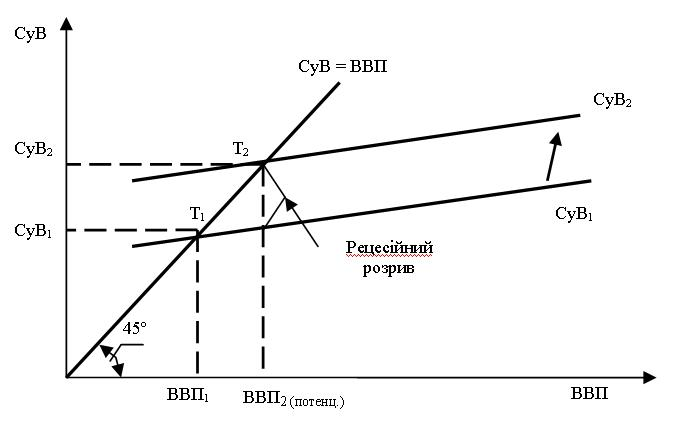 СуВ
СуВ = ВВП
СуВ₂
СуВ₂
Т₂
Т₁
СуВ₁
СуВ₁
Рецесійний
розрив
45°
ВВП₁
ВВП₂ (потенц.)
ВВП